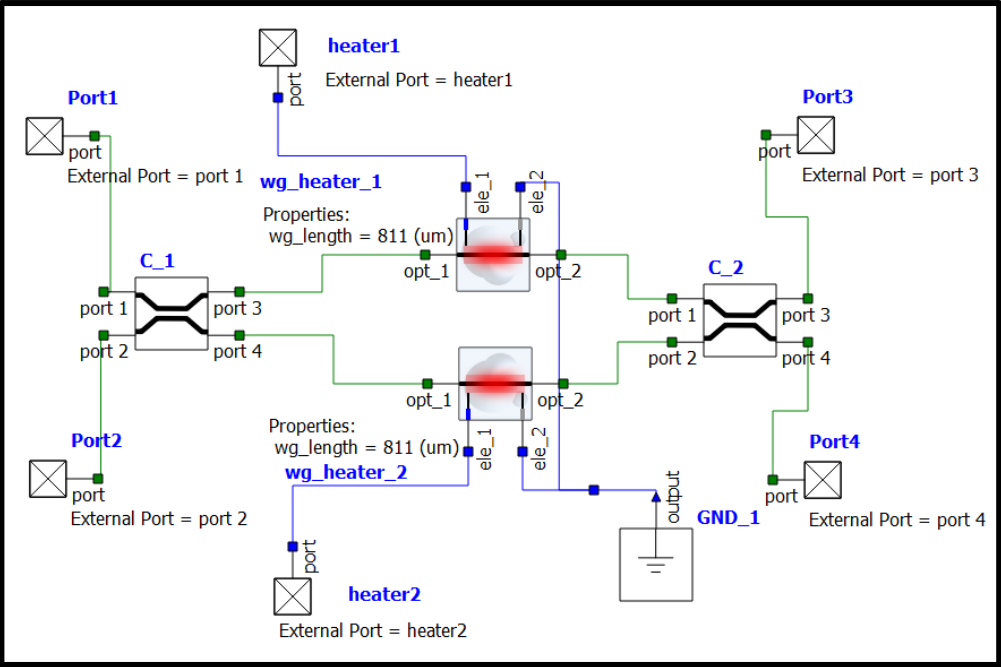 heater1
External Port = heater1
port
Port1
port
External Port = port 1
Port3
port
External Port = port 3
wg_heater_1
Properties:
wg_length = 811 (um)
ele_1
ele_2
opt_1
opt_2
C_1
port 1
port 2
port 3
port 4
C_2
port 1
port 2
port 3
port 4
opt_1
opt_2
Properties:
wg_length = 811 (um)
wg_heater_2
ele_1
ele_2
Port2
port
External Port = port 2
Port4
port
External Port = port 4
output
GND_1
port
heater2
External Port = heater2